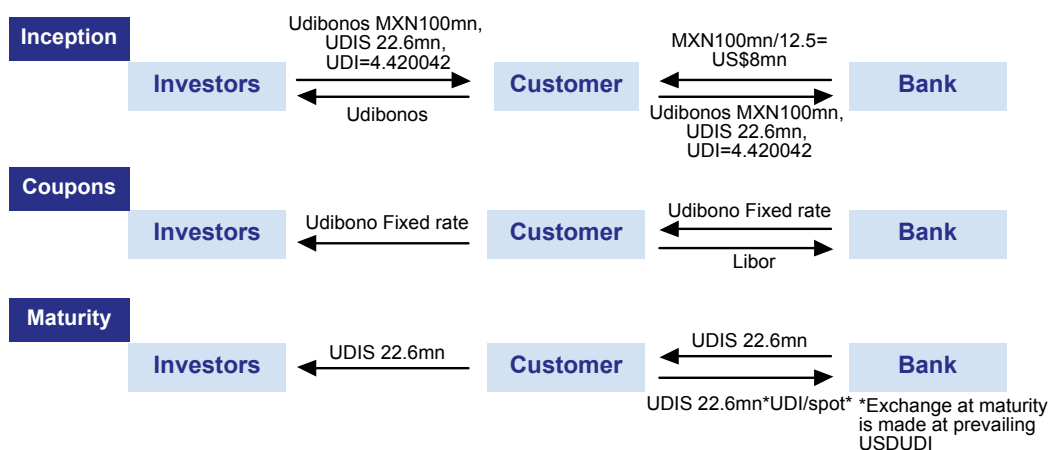 Inception
Udibonos MXN100mn,
UDIS 22.6mn,
UDI=4.420042
MXN100mn/12.5=
US$8mn
Investors
Customer
Bank
Udibonos
Udibonos MXN100mn,
UDIS 22.6mn,
UDI=4.420042
Coupons
Udibono Fixed rate
Udibono Fixed rate
Investors
Customer
Bank
Libor
Maturity
UDIS 22.6mn
UDIS 22.6mn
Investors
Customer
Bank
UDIS 22.6mn*UDI/spot*
*Exchange at maturity
is made at prevailing
USDUDI